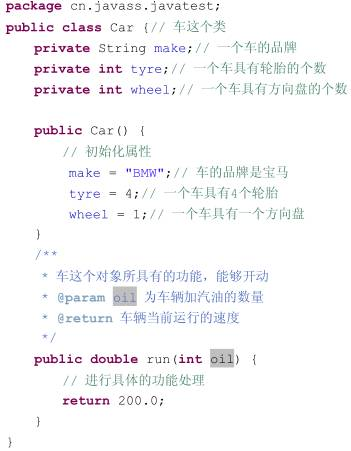 package cn.javass.javatest;
public class Car {// 车这个类
private String make;// 一个车的品牌
private int tyre;// 一个车具有轮胎的个数
private int wheel;// 一个车具有方向盘的个数
public Car() {
// 初始化属性
make = "BMW";// 车的品牌是宝马
tyre = 4;// 一个车具有4个轮胎
wheel = 1;// 一个车具有一个方向盘
}
/**
* 车这个对象所具有的功能，能够开动
* @param oil 为车辆加汽油的数量
* @return 车辆当前运行的速度
*/
public double run(int oil) {
// 进行具体的功能处理
return 200.0;
}
}